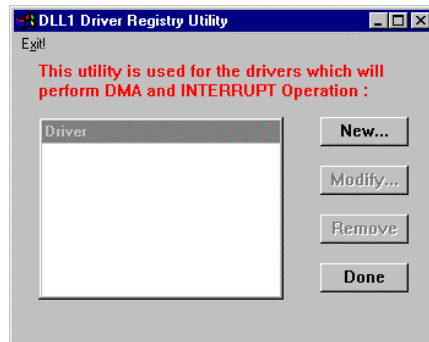 DLL1 Driver Registry Utility
Exit!
This utility is used for the drivers which will
perform DMA and INTERRUPT Operation :
Driver
New...
Modify...
Remove
Done